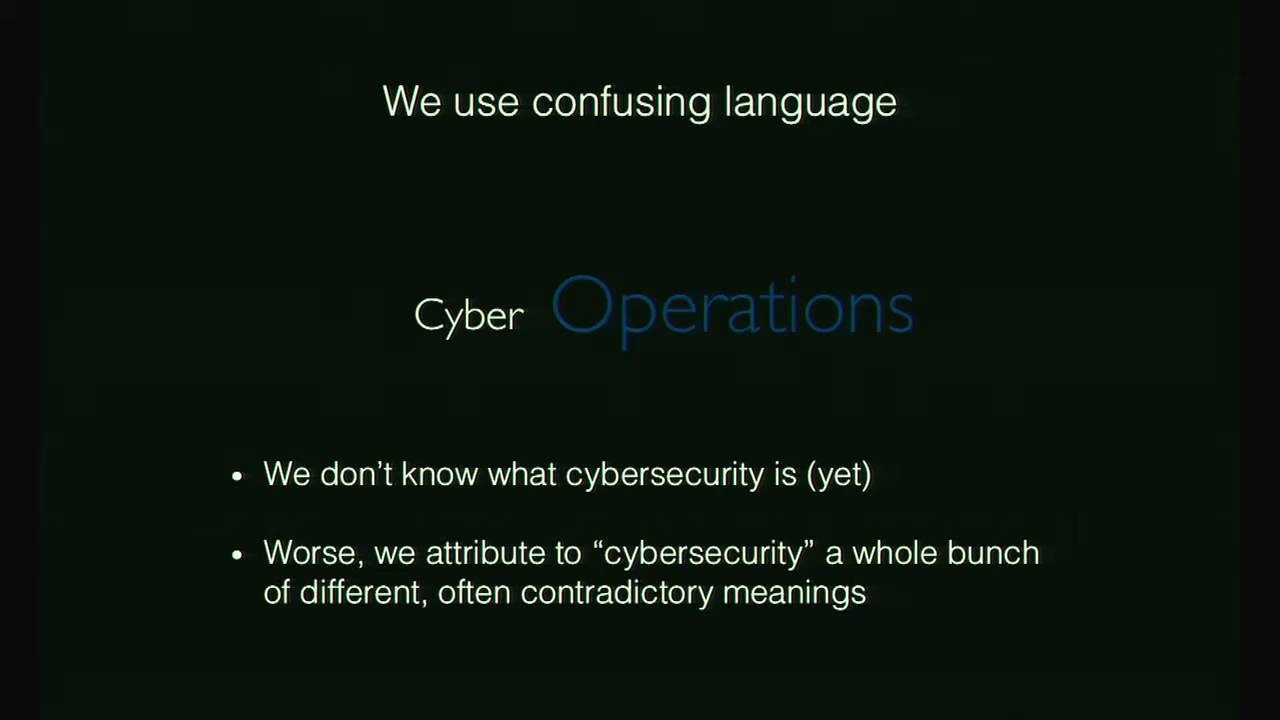 We use confusing language
Cyber Operations
• We don’t know what cybersecurity is (yet)
• Worse, we attribute to “cybersecurity” a whole bunch
of different, often contradictory meanings